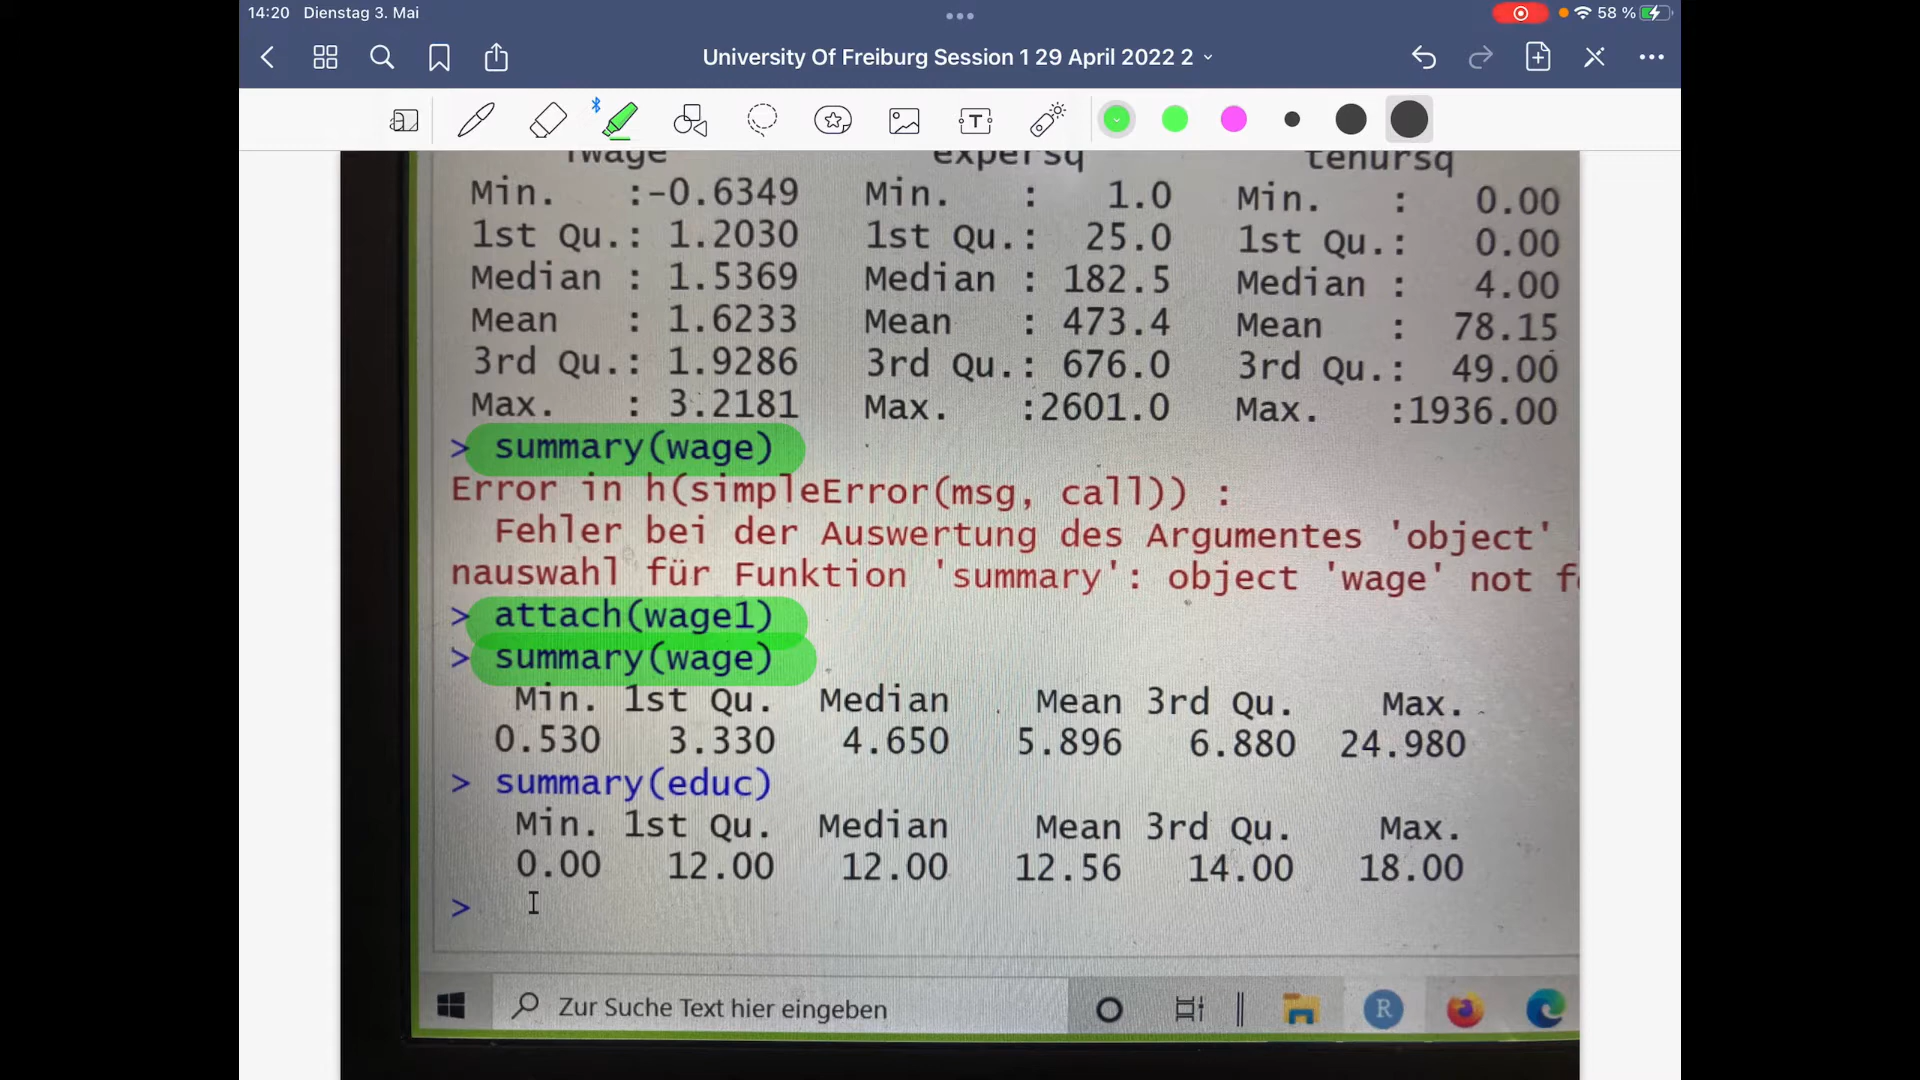 14:20 Dienstag 3. Mai
58 %
University Of Freiburg Session 1 29 April 2022 2
lwage expersq tenursq
Min. :-0.6349 Min. : 1.0 Min. : 0.00
1st Qu.: 1.2030 1st Qu.: 25.0 1st Qu.: 0.00
Median : 1.5369 Median : 182.5 Median : 4.00
Mean : 1.6233 Mean : 473.4 Mean : 78.15
3rd Qu.: 1.9286 3rd Qu.: 676.0 3rd Qu.: 49.00
Max. : 3.2181 Max. :2601.0 Max. :1936.00
> summary(wage)
Error in h(simpleError(msg, call)) :
Fehler bei der Auswertung des Argumentes 'object'
nauswahl für Funktion 'summary': object 'wage' not
> attach(wage1)
> summary(wage)
Min. 1st Qu. Median Mean 3rd Qu. Max.
0.530 3.330 4.650 5.896 6.880 24.980
> summary(educ)
Min. 1st Qu. Median Mean 3rd Qu. Max.
0.00 12.00 12.00 12.56 14.00 18.00
>
Zur Suche Text hier eingeben
R